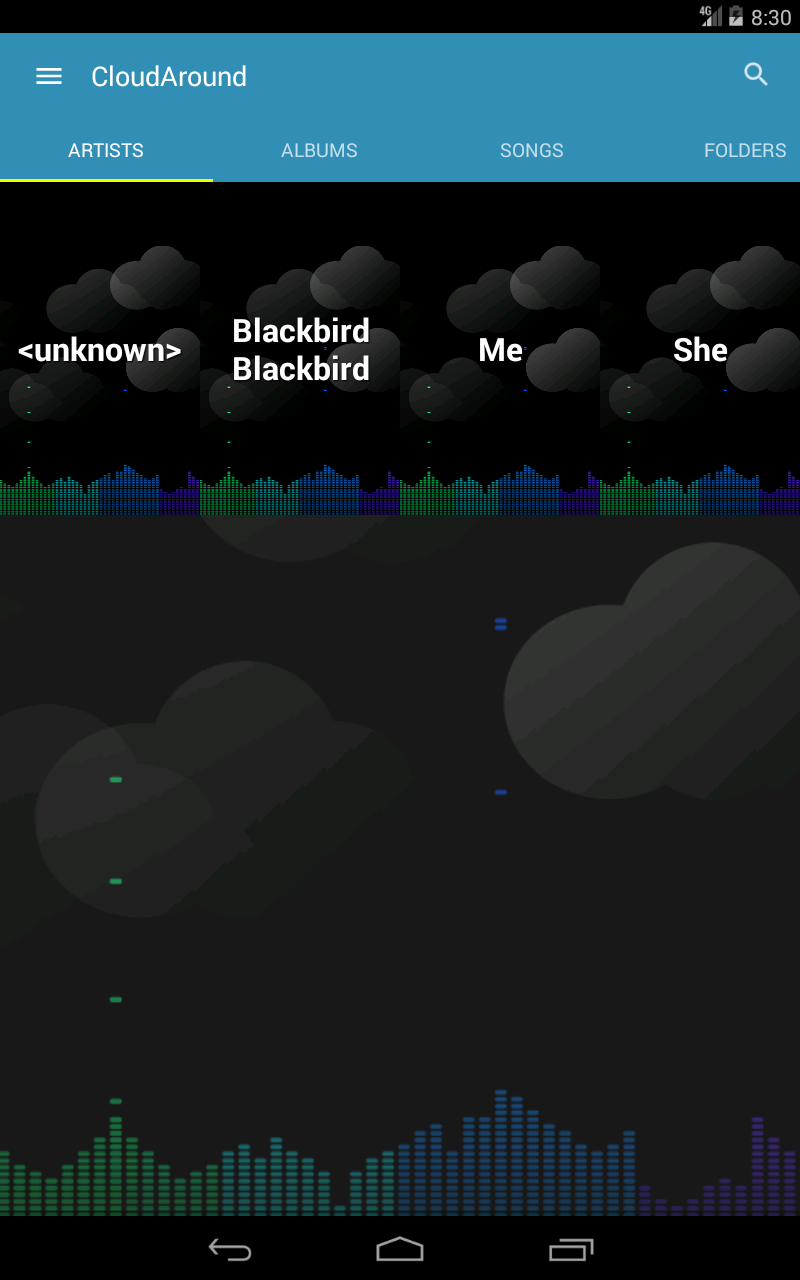 4G 8:30
CloudAround
ARTISTS ALBUMS SONGS FOLDERS
<unknown>
Blackbird
Blackbird
Me
She